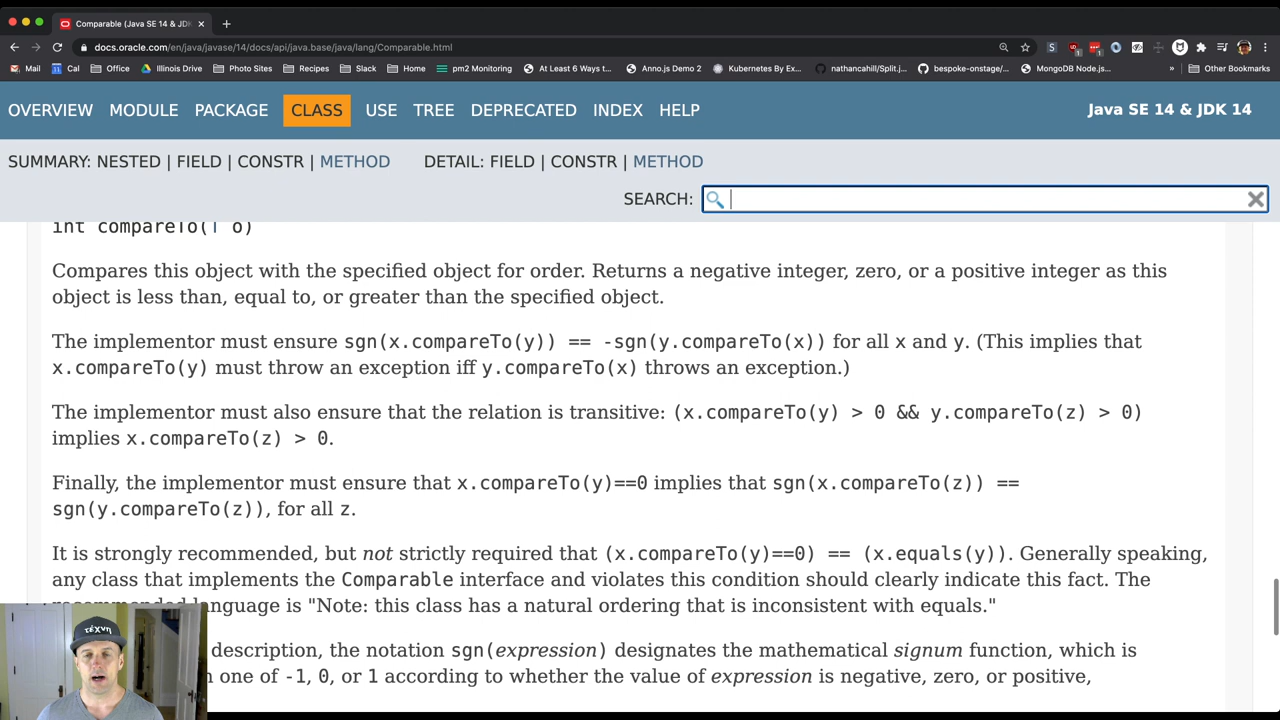 Comparable (Java SE 14 & JDK
docs.oracle.com/en/java/javase/14/docs/api/java.base/java/lang/Comparable.html
Mail Cal Office Illinois Drive Photo Sites Recipes Slack Home pm2 Monitoring At Least 6 Ways t... Anno.js Demo 2 Kubernetes By Ex... nathancahill/Split.j... bespoke-onstage/... MongoDB Node.js... » Other Bookmarks
OVERVIEW MODULE PACKAGE CLASS USE TREE DEPRECATED INDEX HELP Java SE 14 & JDK 14
SUMMARY: NESTED | FIELD | CONSTR | METHOD DETAIL: FIELD | CONSTR | METHOD
SEARCH:
int compareTo(T o)
Compares this object with the specified object for order. Returns a negative integer, zero, or a positive integer as this
object is less than, equal to, or greater than the specified object.
The implementor must ensure sgn(x.compareTo(y)) == -sgn(y.compareTo(x)) for all x and y. (This implies that
x.compareTo(y) must throw an exception iff y.compareTo(x) throws an exception.)
The implementor must also ensure that the relation is transitive: (x.compareTo(y) > 0 && y.compareTo(z) > 0)
implies x.compareTo(z) > 0.
Finally, the implementor must ensure that x.compareTo(y)==0 implies that sgn(x.compareTo(z)) ==
sgn(y.compareTo(z)), for all z.
It is strongly recommended, but not strictly required that (x.compareTo(y)==0) == (x.equals(y)). Generally speaking,
any class that implements the Comparable interface and violates this condition should clearly indicate this fact. The
recommended language is "Note: this class has a natural ordering that is inconsistent with equals."
description, the notation sgn(expression) designates the mathematical signum function, which is
one of -1, 0, or 1 according to whether the value of expression is negative, zero, or positive,
τέχνη